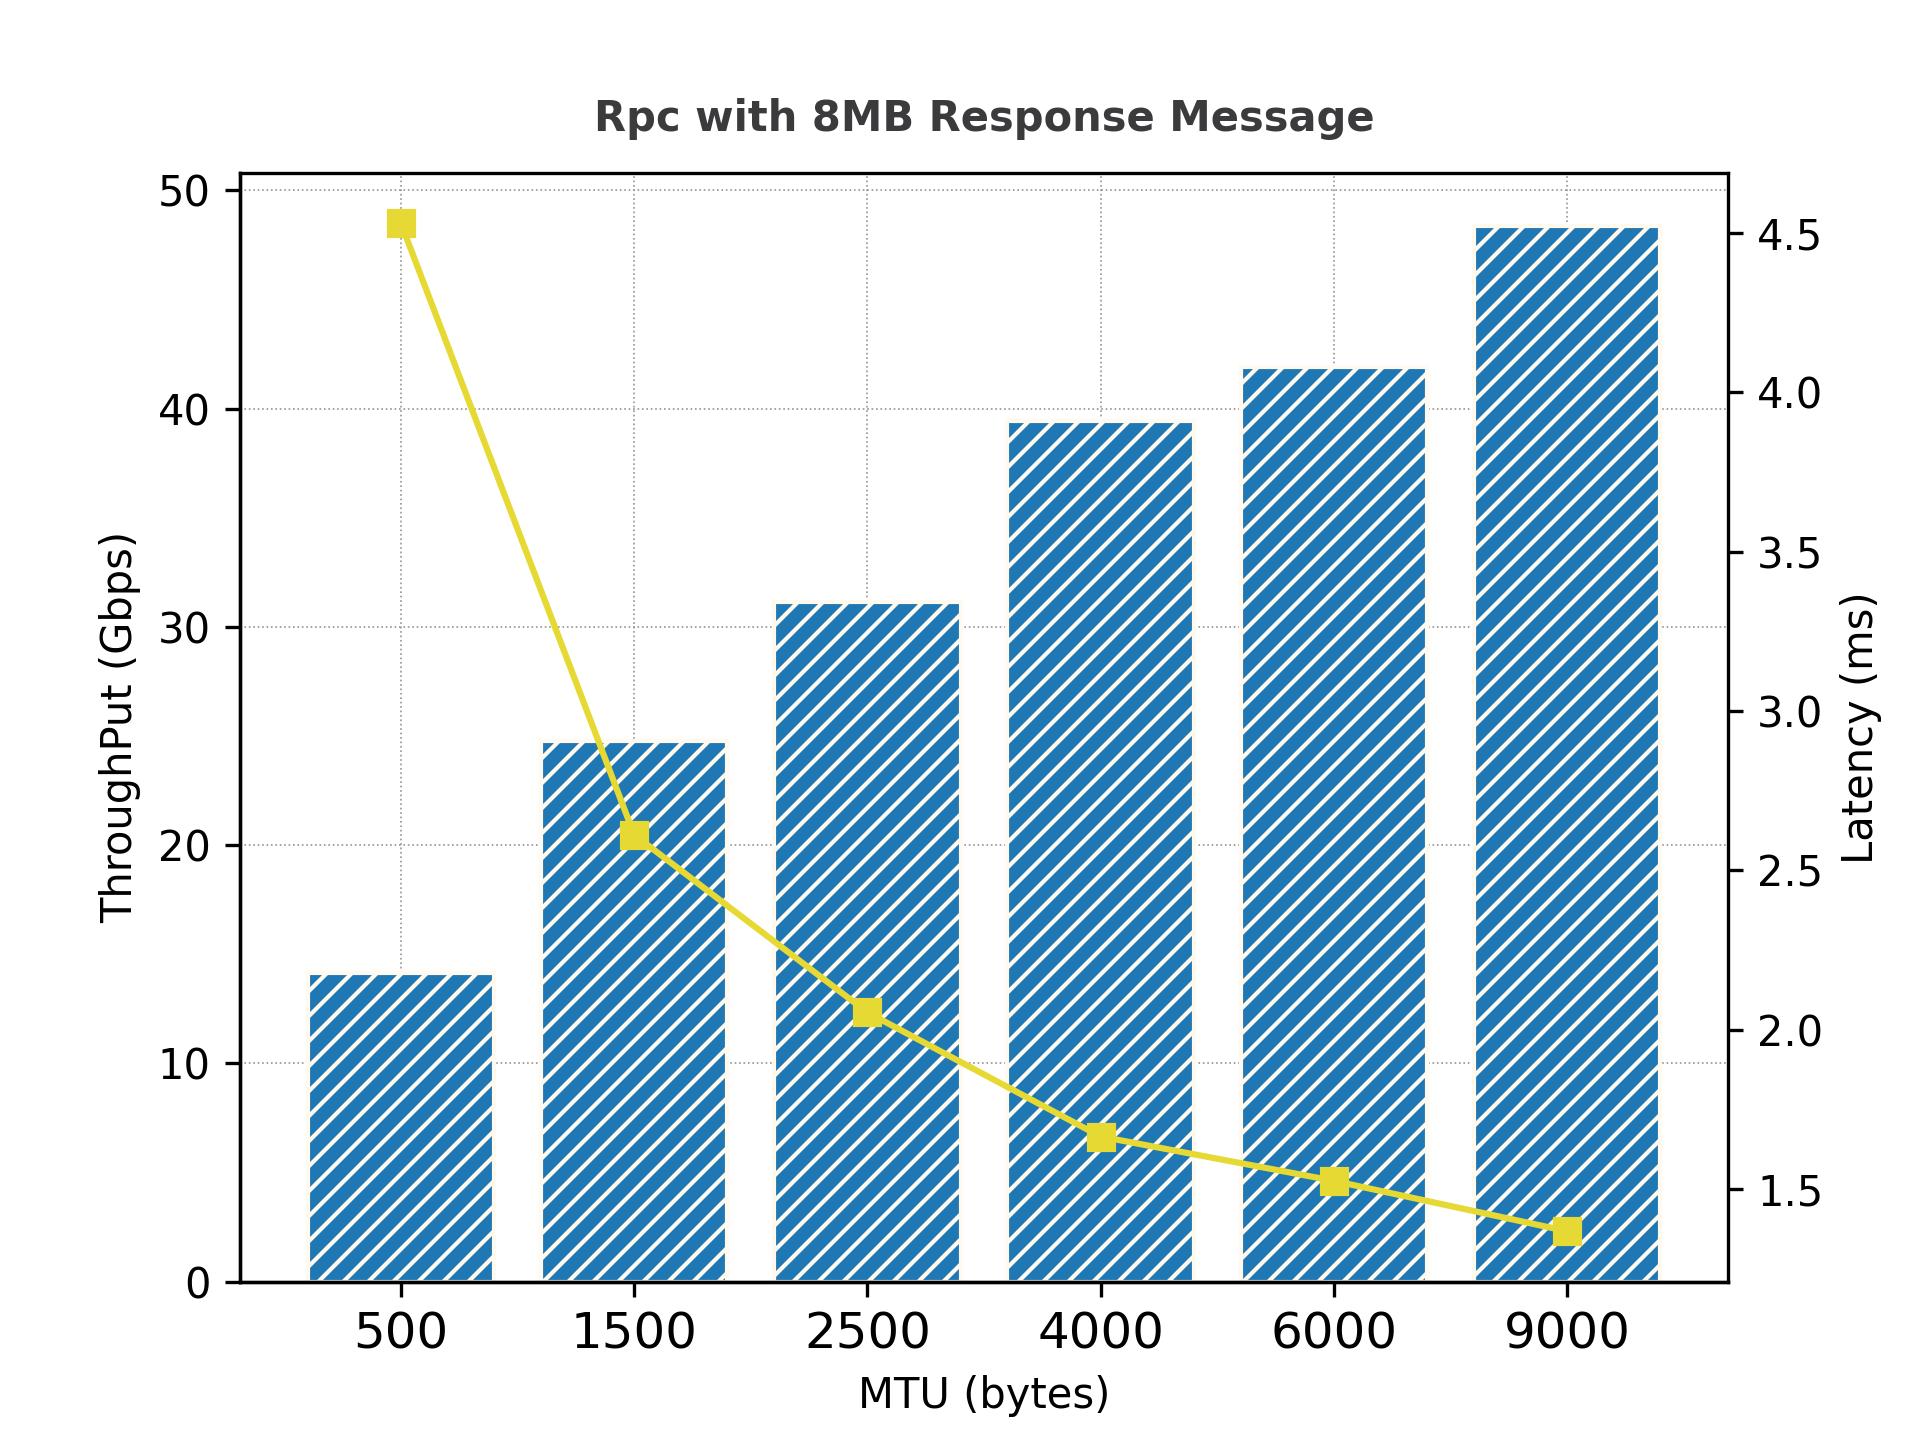 Rpc with 8MB Response Message
50
40
30
20
10
0
ThroughPut (Gbps)
4.5
4.0
3.5
3.0
2.5
2.0
1.5
Latency (ms)
500 1500 2500 4000 6000 9000
MTU (bytes)